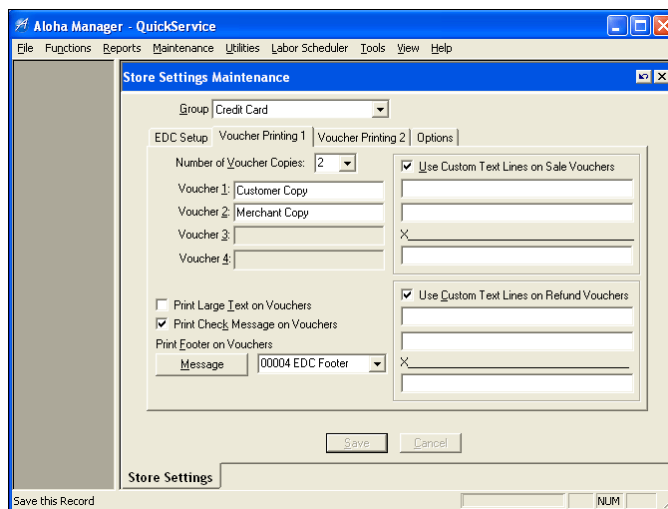 Aloha Manager - QuickService
File Functions Reports Maintenance Utilities Labor Scheduler Tools View Help
Store Settings Maintenance
Group Credit Card
EDC Setup Voucher Printing 1 Voucher Printing 2 Options
Number of Voucher Copies: 2
Voucher 1: Customer Copy
Voucher 2: Merchant Copy
Voucher 3:
Voucher 4:
Print Large Text on Vouchers
Print Check Message on Vouchers
Print Footer on Vouchers
Message 00004 EDC Footer
Use Custom Text Lines on Sale Vouchers
X
Use Custom Text Lines on Refund Vouchers
X
Save Cancel
Store Settings
Save this Record NUM